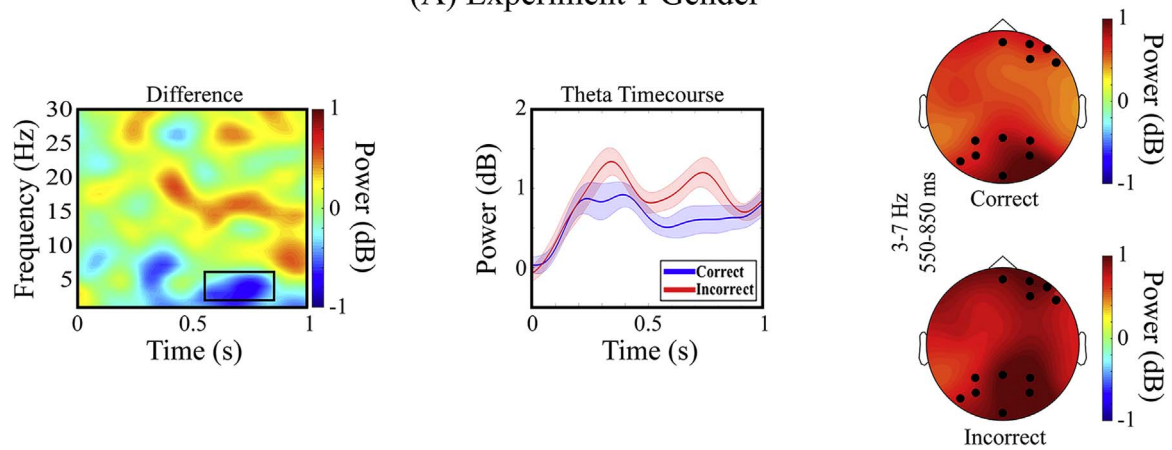 (A) Experiment 1 Gender
Difference
Frequency (Hz)
30
25
20
15
10
5
0
0.5
1
Time (s)
1
0
-1
Power (dB)
Theta Timecourse
Power (dB)
2
1
0
0
0.5
1
Time (s)
Correct
Incorrect
3-7 Hz
550-850 ms
1
0
-1
Power (dB)
Correct
1
0
-1
Power (dB)
Incorrect